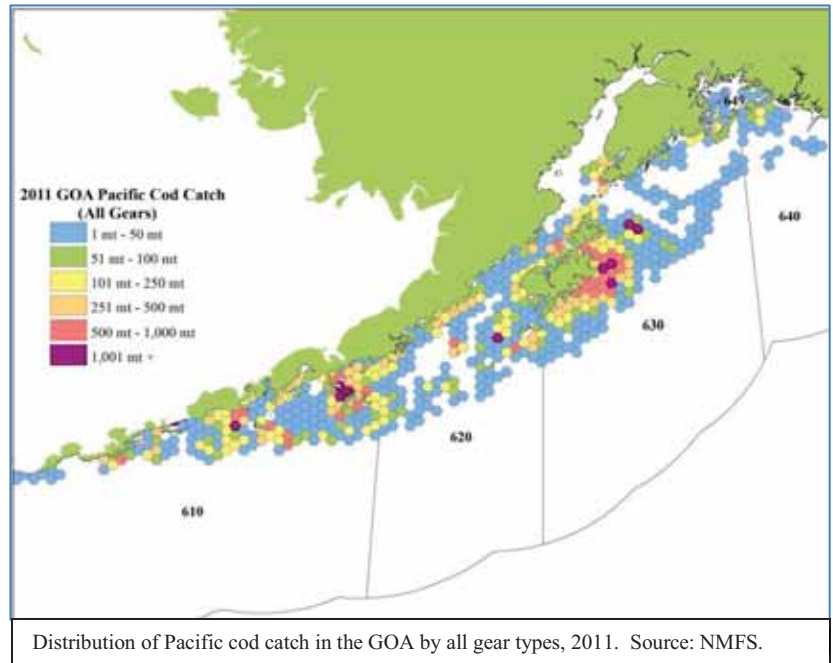 649
640
2011 GOA Pacific Cod Catch
(All Gears)
1 mt - 50 mt
51 mt - 100 mt
101 mt - 250 mt
251 mt - 500 mt
500 mt - 1,000 mt
1,001 mt +
630
620
610
Distribution of Pacific cod catch in the GOA by all gear types, 2011. Source: NMFS.